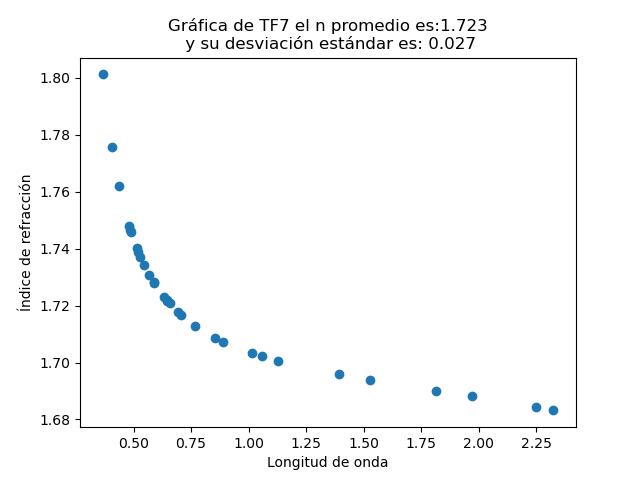 Gráfica de TF7 el n promedio es:1.723
y su desviación estándar es: 0.027
1.80
1.78
1.76
1.74
1.72
1.70
1.68
Índice de refracción
0.50 0.75 1.00 1.25 1.50 1.75 2.00 2.25
Longitud de onda